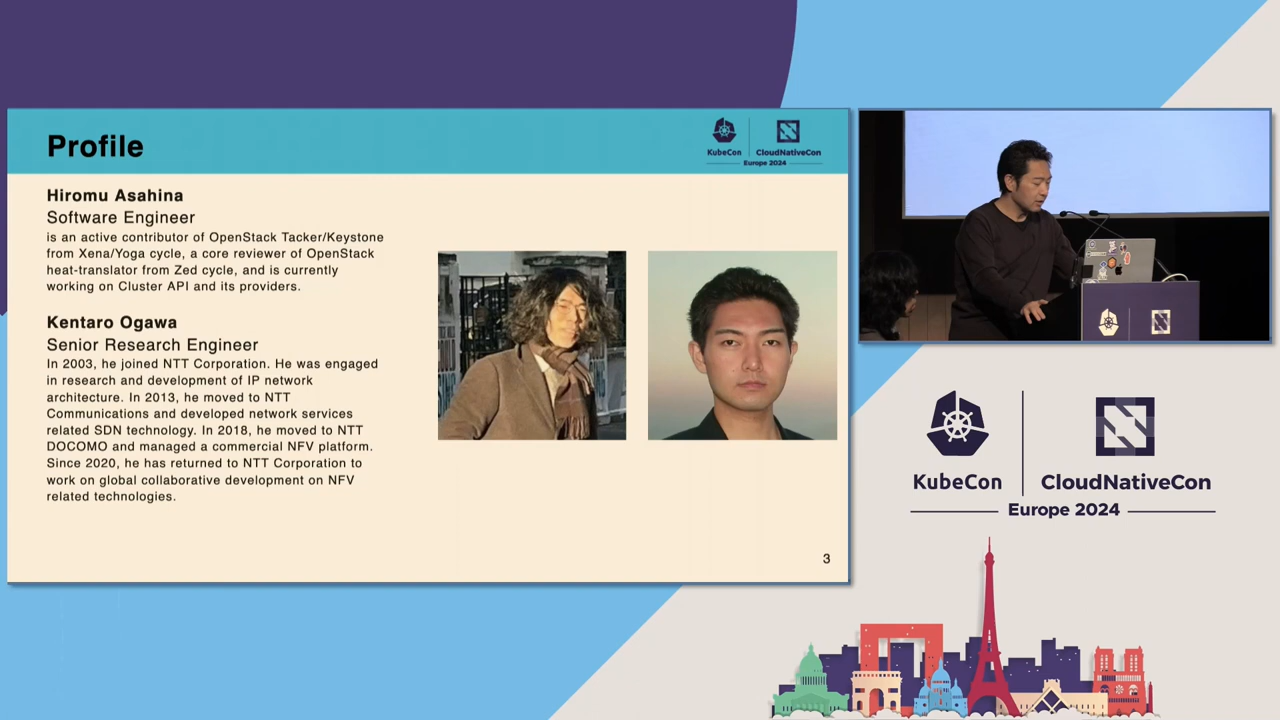 Profile
KubeCon
CloudNativeCon
Europe 2024
Hiromu Asahina
Software Engineer
is an active contributor of OpenStack Tacker/Keystone
from Xena/Yoga cycle, a core reviewer of OpenStack
heat-translator from Zed cycle, and is currently
working on Cluster API and its providers.
Kentaro Ogawa
Senior Research Engineer
In 2003, he joined NTT Corporation. He was engaged
in research and development of IP network
architecture. In 2013, he moved to NTT
Communications and developed network services
related SDN technology. In 2018, he moved to NTT
DOCOMO and managed a commercial NFV platform.
Since 2020, he has returned to NTT Corporation to
work on global collaborative development on NFV
related technologies.
3
KubeCon
CloudNativeCon
Europe 2024